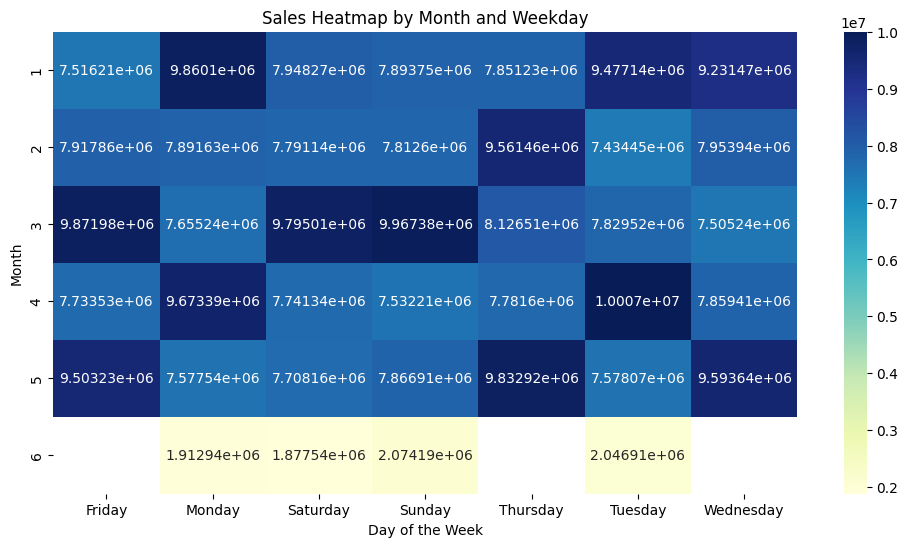 Sales Heatmap by Month and Weekday
1e7
1 7.51621e+06 9.8601e+06 7.94827e+06 7.89375e+06 7.85123e+06 9.47714e+06 9.23147e+06
2 7.91786e+06 7.89163e+06 7.79114e+06 7.8126e+06 9.56146e+06 7.43445e+06 7.95394e+06
3 9.87198e+06 7.65524e+06 9.79501e+06 9.96738e+06 8.12651e+06 7.82952e+06 7.50524e+06
4 7.73353e+06 9.67339e+06 7.74134e+06 7.53221e+06 7.7816e+06 1.0007e+07 7.85941e+06
5 9.50323e+06 7.57754e+06 7.70816e+06 7.86691e+06 9.83292e+06 7.57807e+06 9.59364e+06
6 1.91294e+06 1.87754e+06 2.07419e+06 2.04691e+06
Month
Friday Monday Saturday Sunday Thursday Tuesday Wednesday
Day of the Week
1.0
0.9
0.8
0.7
0.6
0.5
0.4
0.3
0.2